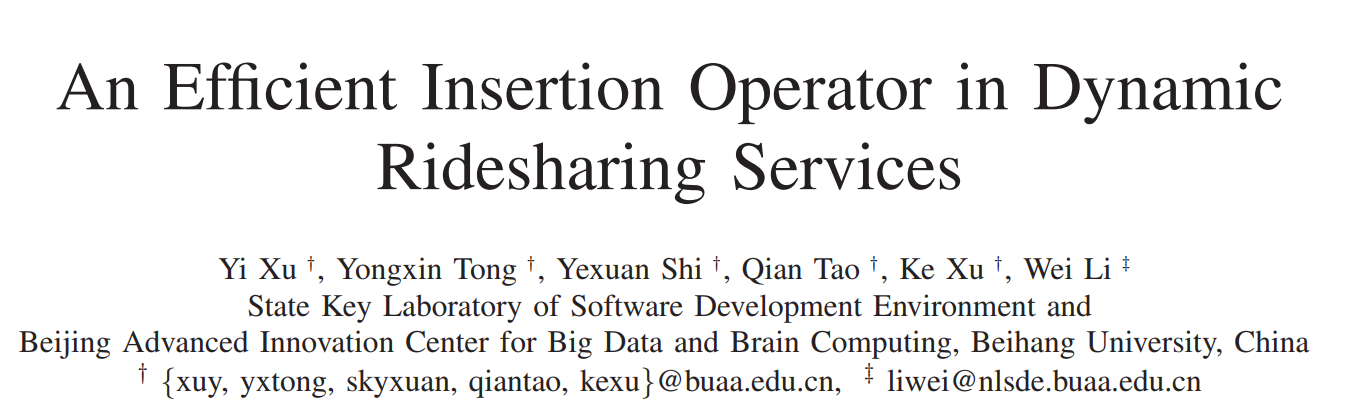 An Efficient Insertion Operator in Dynamic
Ridesharing Services
Yi Xu †, Yongxin Tong †, Yexuan Shi †, Qian Tao †, Ke Xu †, Wei Li ‡
State Key Laboratory of Software Development Environment and
Beijing Advanced Innovation Center for Big Data and Brain Computing, Beihang University, China
† {xuy, yxtong, skyxuan, qiantao, kexu}@buaa.edu.cn, ‡ liwei@nlsde.buaa.edu.cn